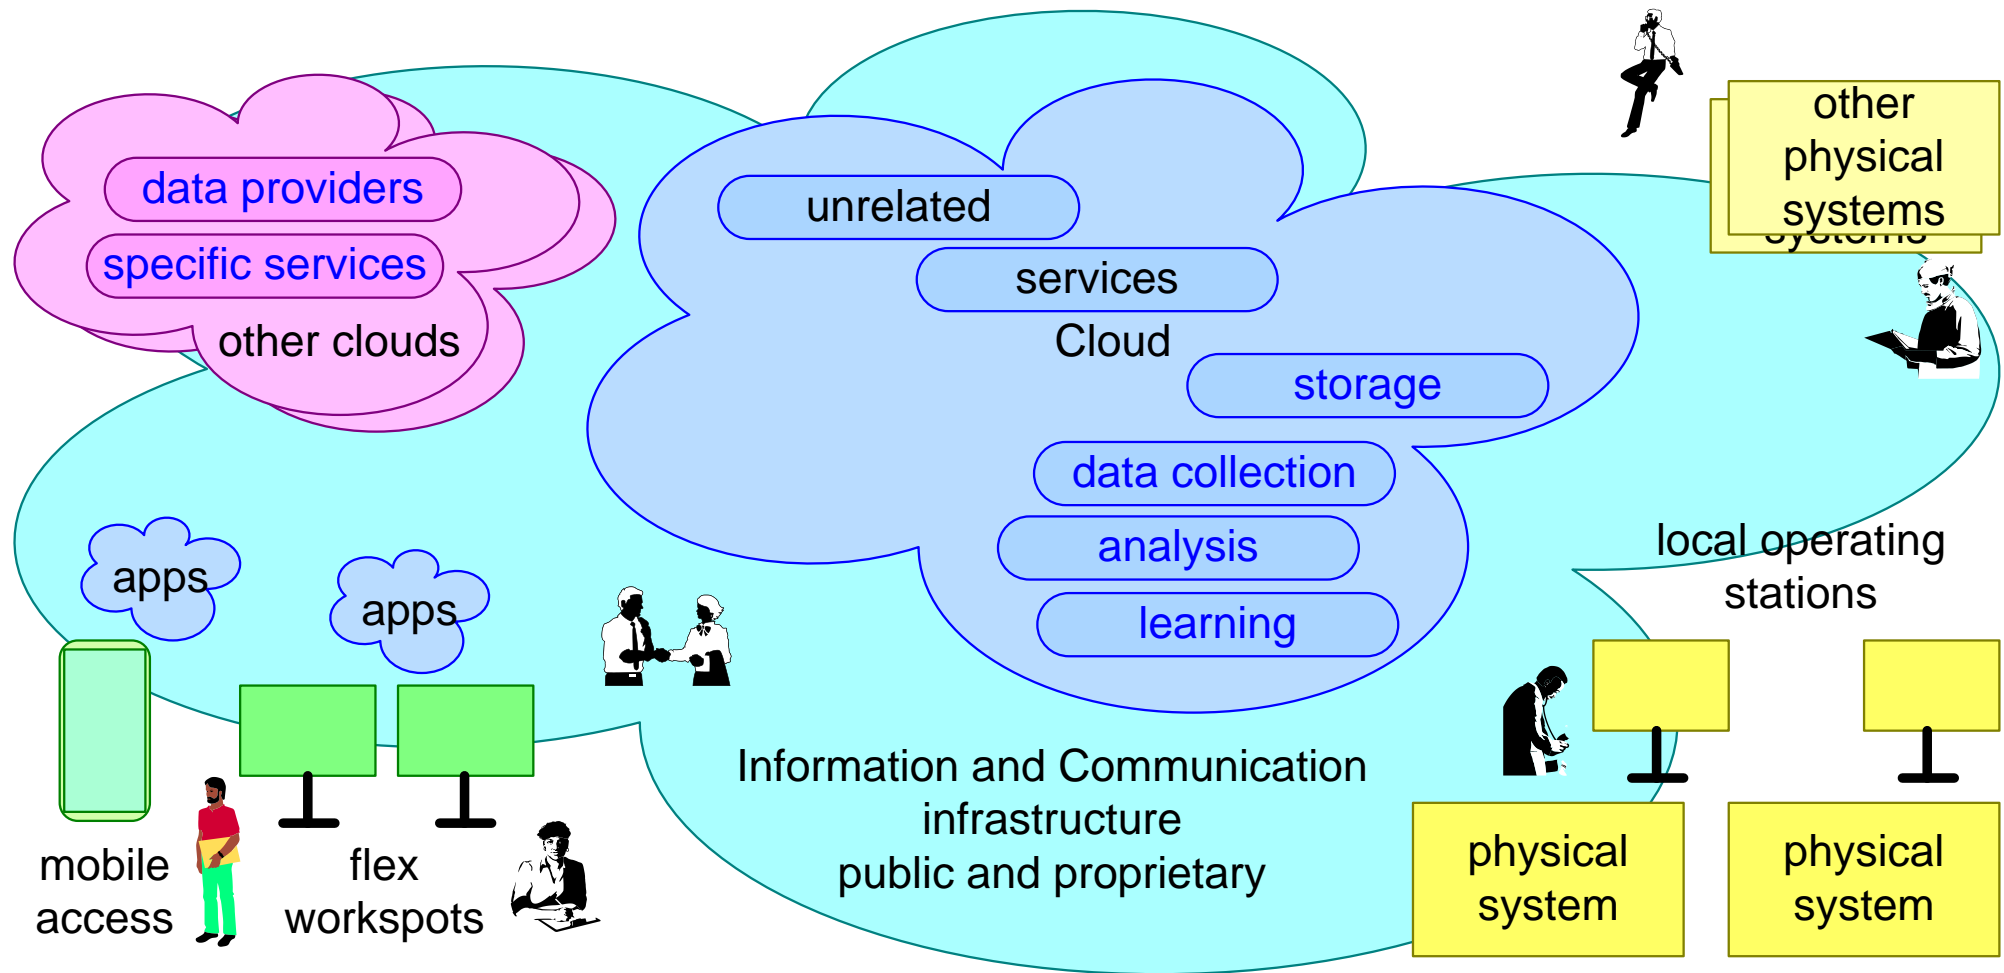 data providers
specific services
other clouds
unrelated
services
Cloud
storage
data collection
analysis
learning
other
physical
systems
systems
apps
apps
local operating
stations
Information and Communication
infrastructure
public and proprietary
mobile
access
flex
workspots
physical
system
physical
system